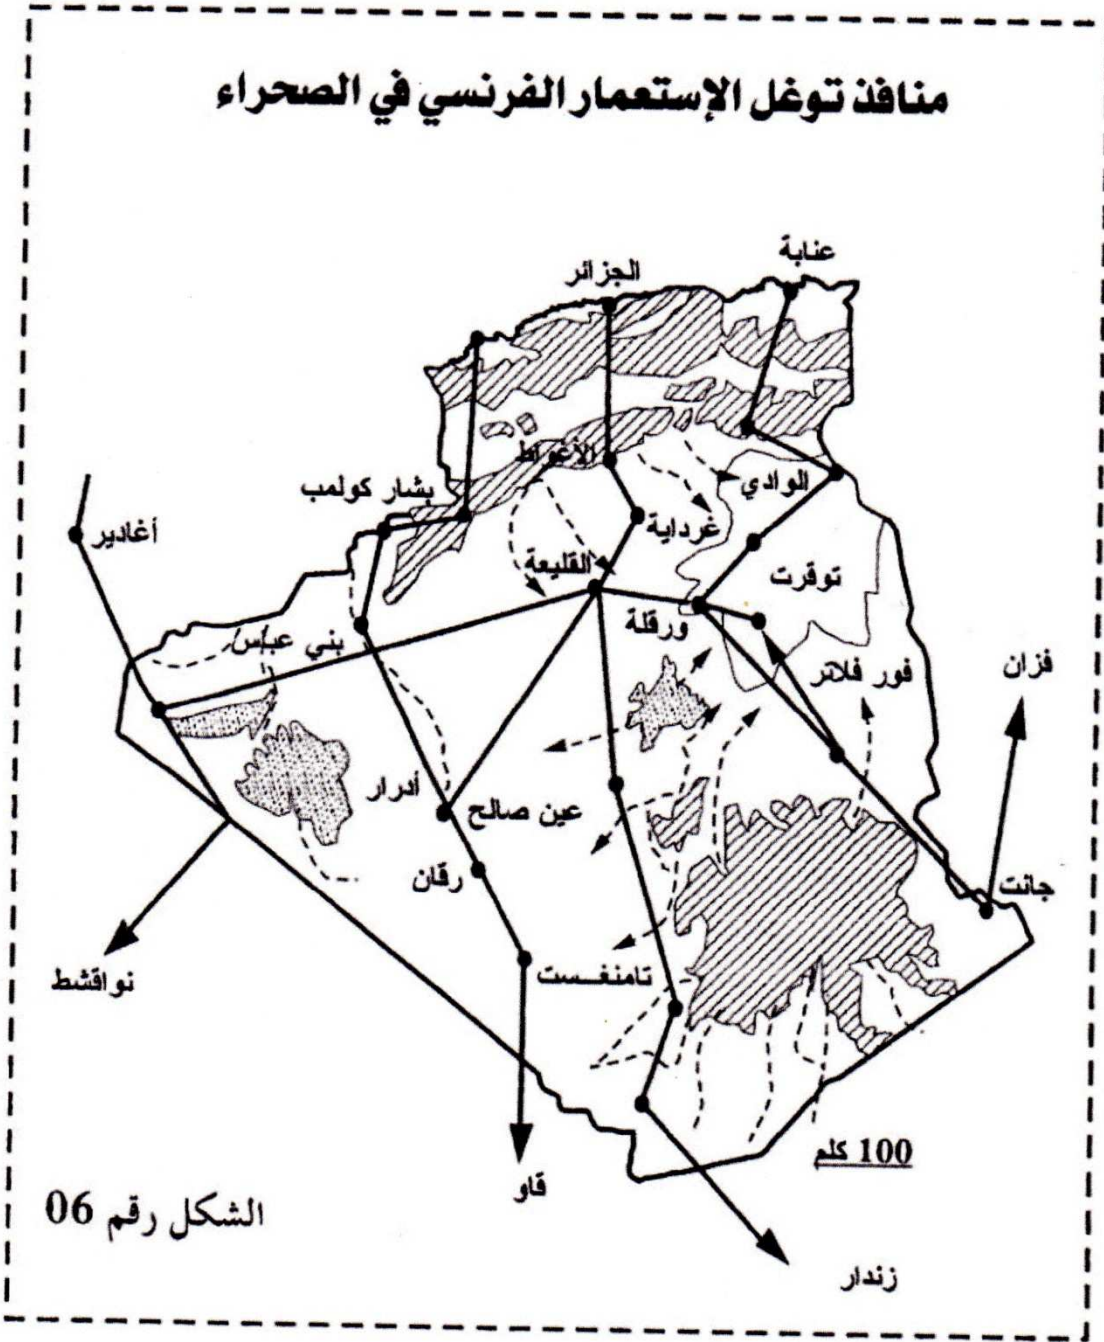 منافذ توغل الإستعمار الفرنسي في الصحراء
عنابة
الجزائر
الأغواط
الوادي
بشار كولمب
أغادير
غرداية
القليعة
توقرت
ورقلة
بني عباس
فور فلاتر
فزان
أدرار
عين صالح
رقان
جانت
تامنغست
نواقشط
100 كلم
قاو
الشكل رقم 06
زندار